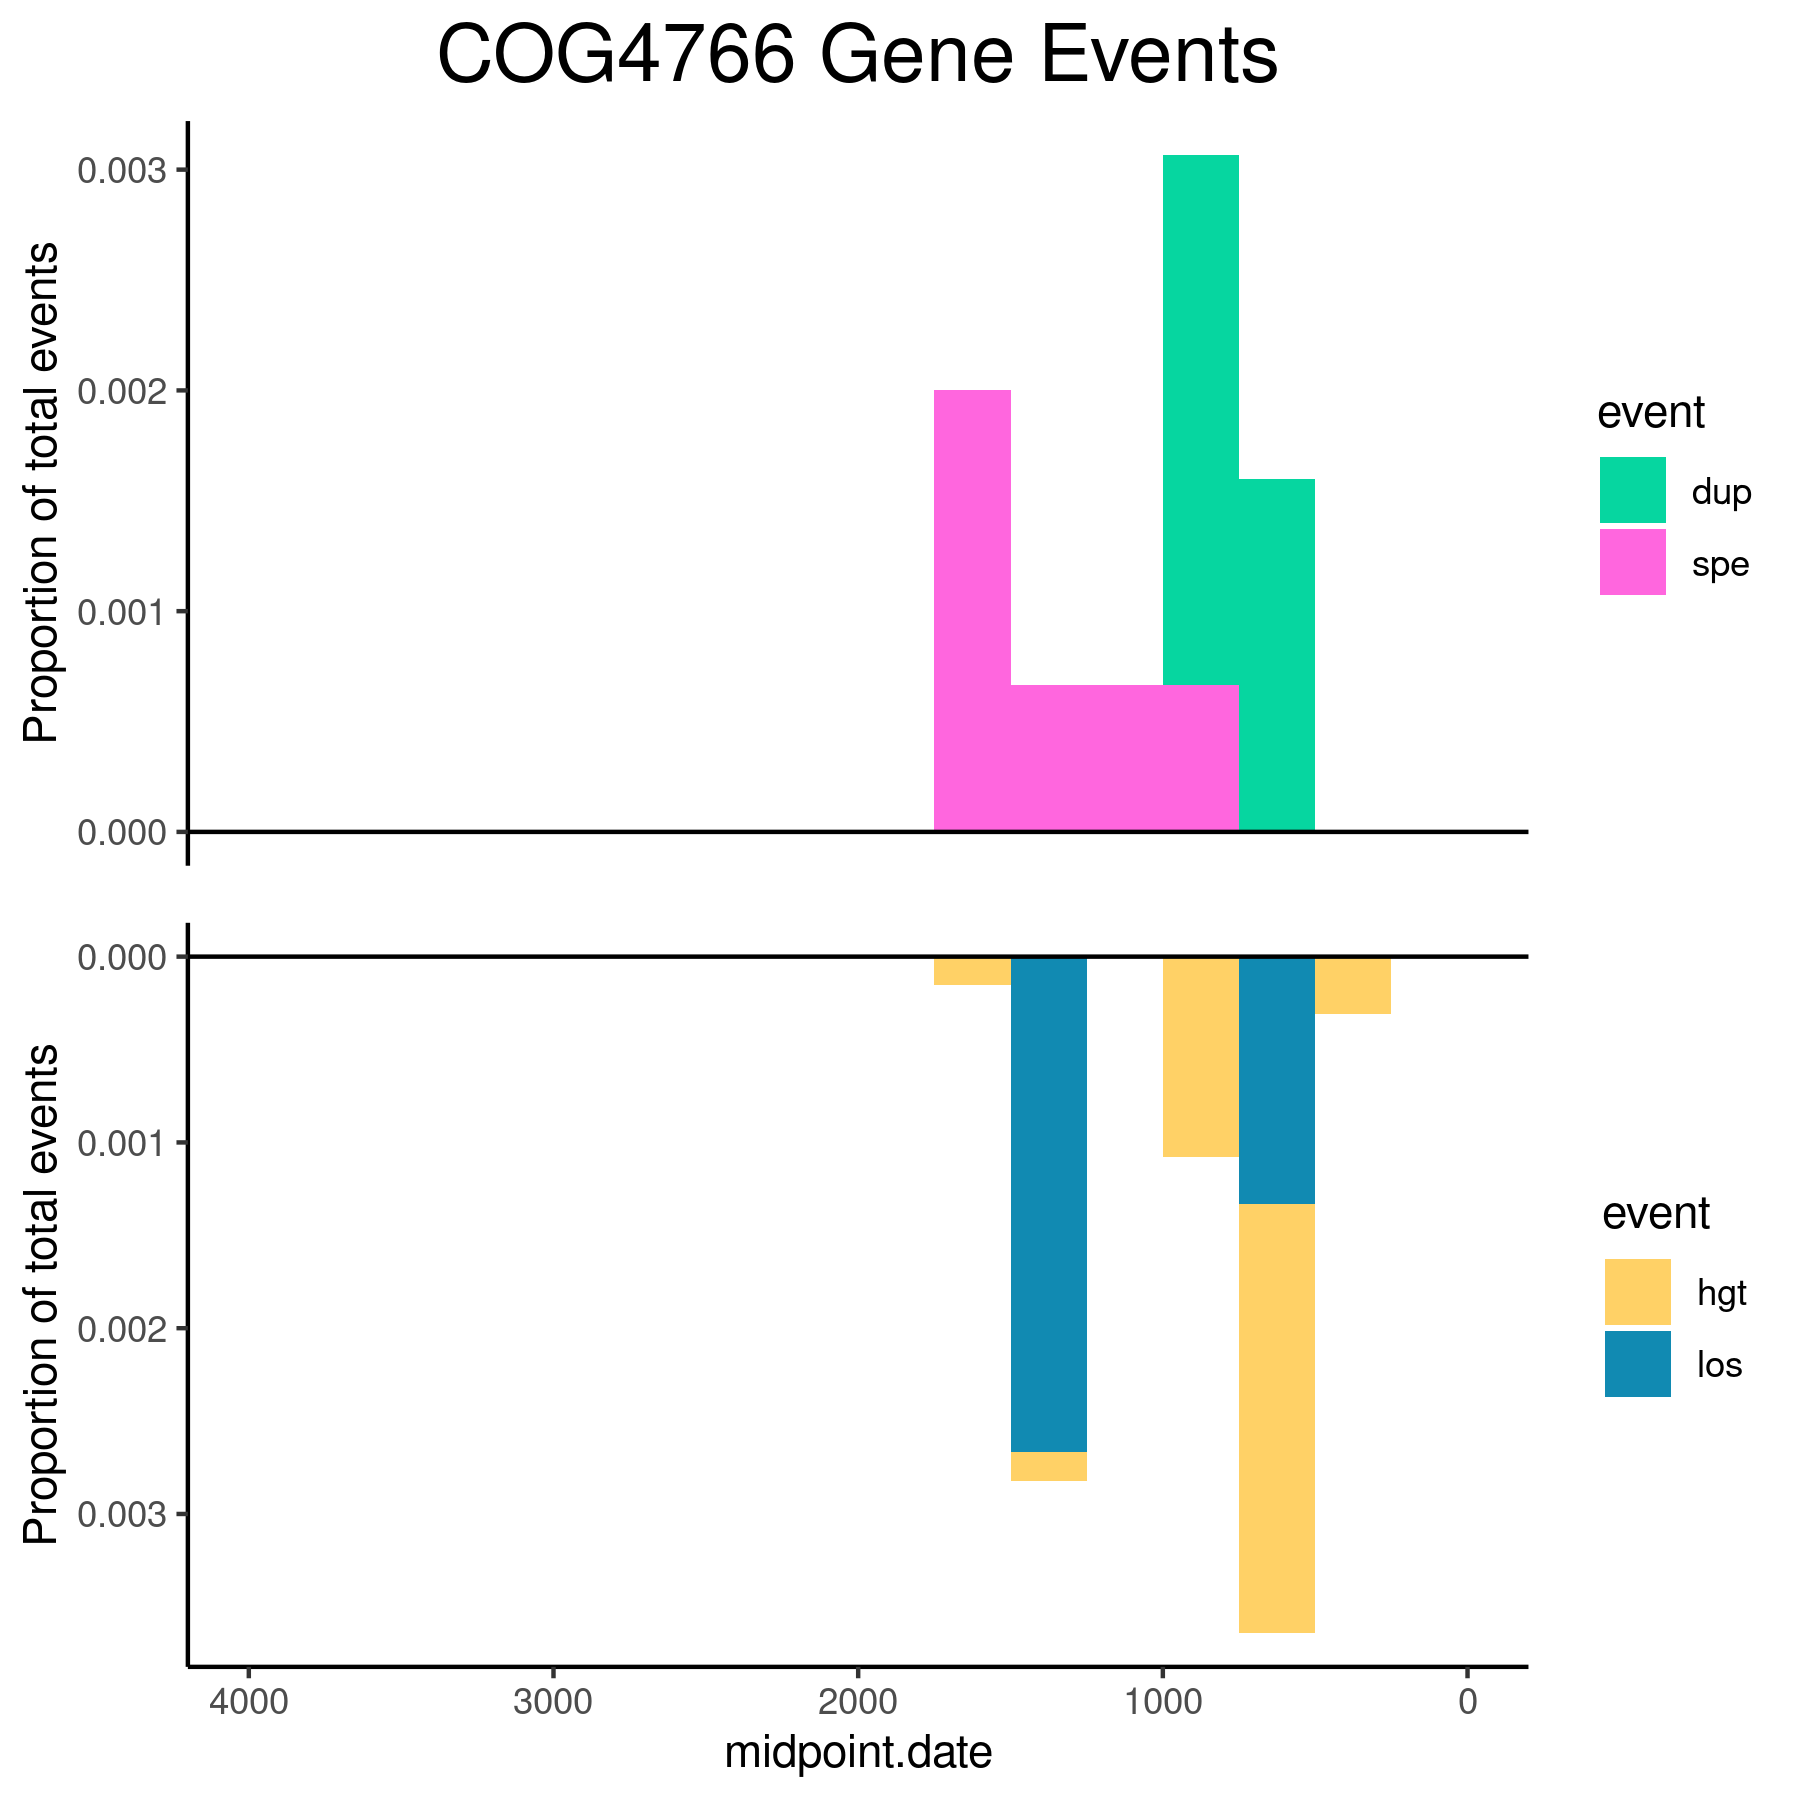 COG4766 Gene Events
Proportion of total events
0.003
0.002
0.001
0.000
event
dup
spe
Proportion of total events
0.000
0.001
0.002
0.003
event
hgt
los
4000 3000 2000 1000 0
midpoint.date